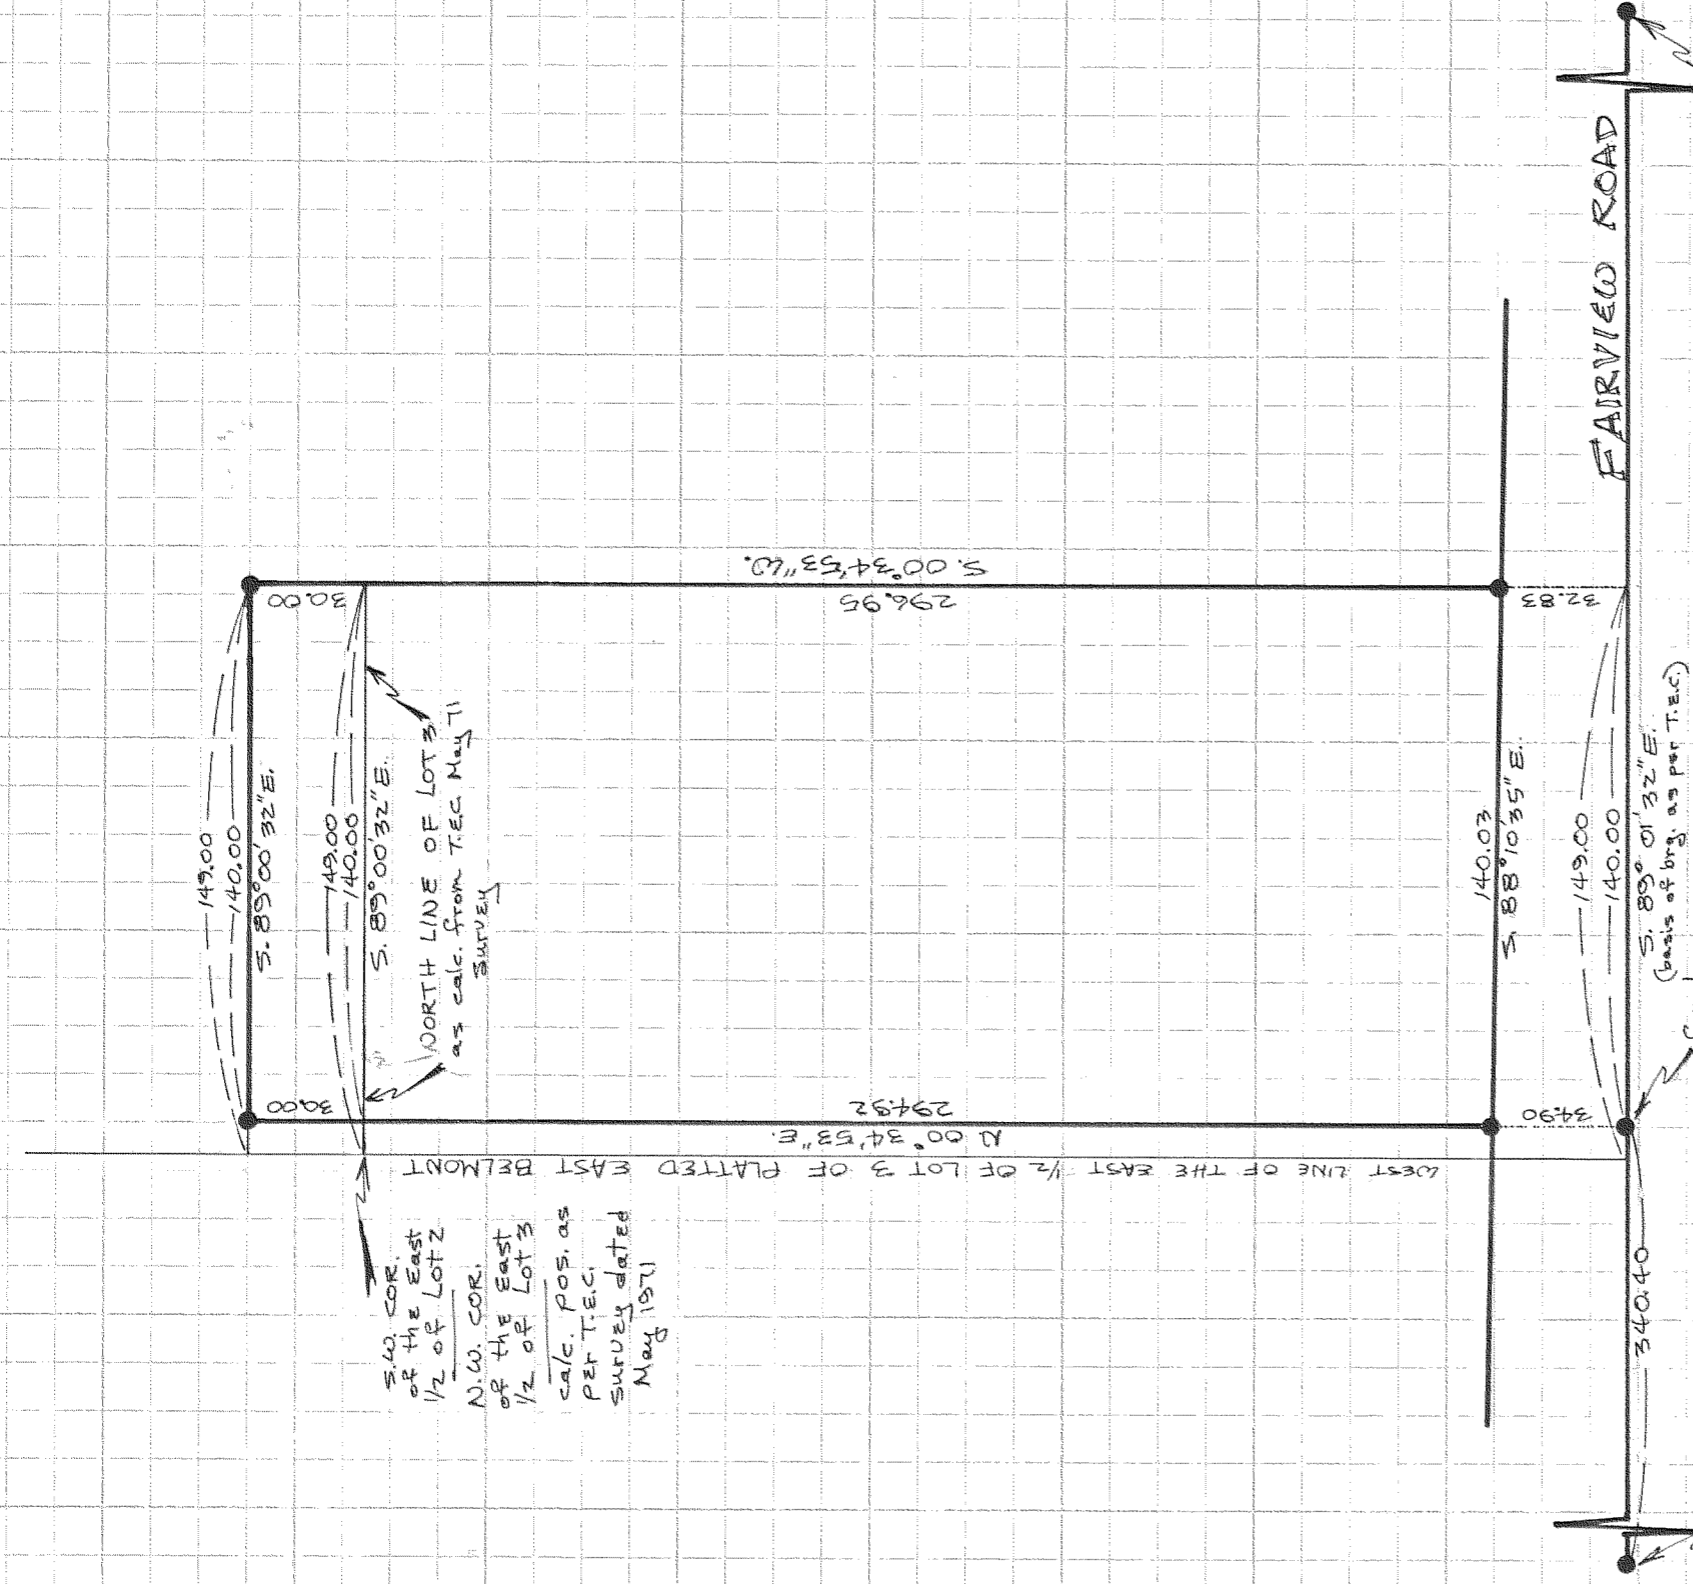 149.00
140.00
S. 89°00'32"E.
30.00
30.00
149.00
140.00
S. 89°00'32"E.
NORTH LINE OF LOT 3
as calc. from T.E.C. May 71
Survey
S. 00°34'53"W.
296.95
294.92
N 00°34'53"E.
WEST LINE OF THE EAST 1/2 OF LOT 3 OF PLATTED EAST BELMONT
S.W. COR.
of the East
1/2 of Lot 2
N.W. COR.
of the East
1/2 of Lot 3
calc. pos. as
per T.E.C.
survey dated
May 1971
140.03
S. 88°10'35"E.
32.83
34.90
149.00
140.00
S. 89°01'32"E.
(basis of brg. as per T.E.C.)
340.40
FAIRVIEW ROAD